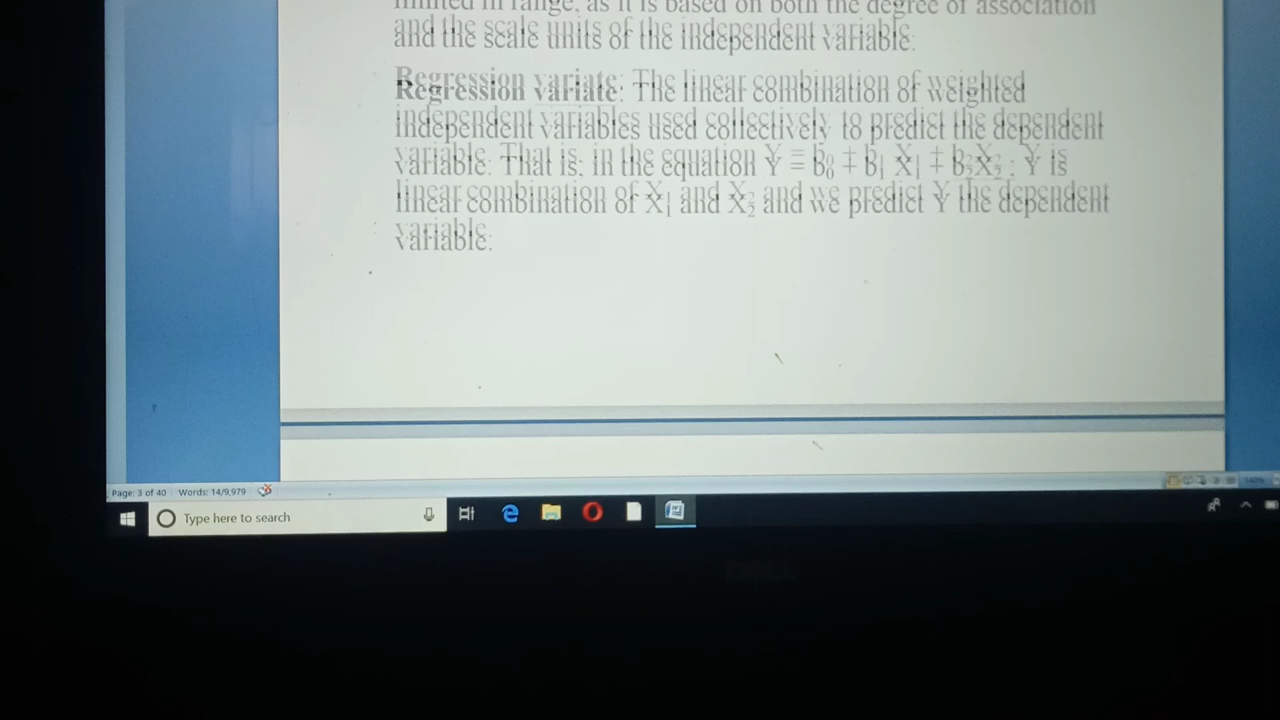 limited in range, as it is based on both the degree of association
and the scale units of the independent variable.
Regression variate: The linear combination of weighted
independent variables used collectively to predict the dependent
variable. That is, in the equation Y = b₀ + b₁ X₁ + b₂X₂ , Y is
linear combination of X₁ and X₂ and we predict Y the dependent
variable.
Page: 3 of 40 Words: 14/9,979
140%
Type here to search